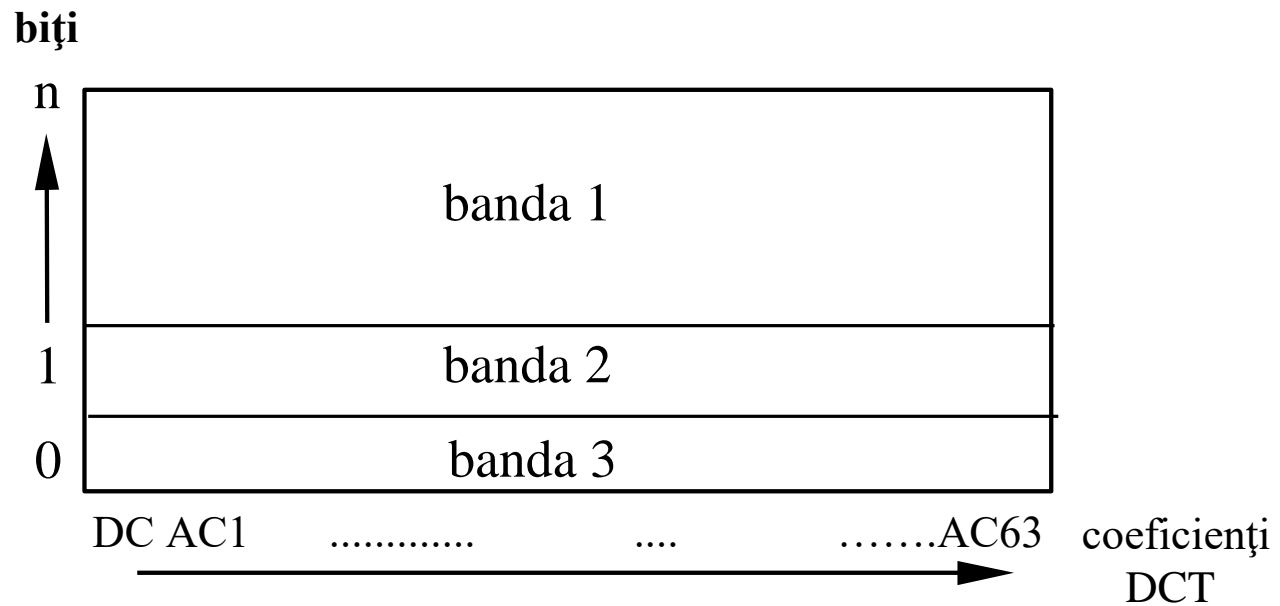 biţi
n
banda 1
1
banda 2
0
banda 3
DC AC1 ............. .... …….AC63 coeficienţi
DCT